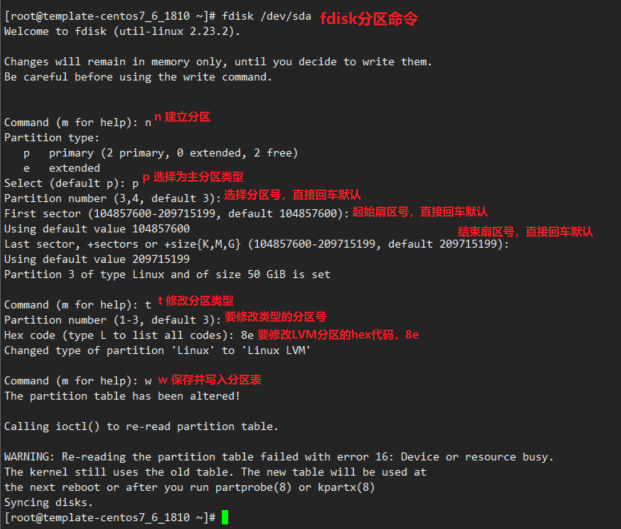 [root@template-centos7_6_1810 ~]# fdisk /dev/sda fdisk分区命令
Welcome to fdisk (util-linux 2.23.2).
Changes will remain in memory only, until you decide to write them.
Be careful before using the write command.
Command (m for help): n n 建立分区
Partition type:
   p   primary (2 primary, 0 extended, 2 free)
   e   extended
Select (default p): p p 选择为主分区类型
Partition number (3,4, default 3): 选择分区号，直接回车默认
First sector (104857600-209715199, default 104857600): 起始扇区号，直接回车默认
Using default value 104857600 结束扇区号，直接回车默认
Last sector, +sectors or +size{K,M,G} (104857600-209715199, default 209715199):
Using default value 209715199
Partition 3 of type Linux and of size 50 GiB is set
Command (m for help): t t 修改分区类型
Partition number (1-3, default 3): 要修改类型的分区号
Hex code (type L to list all codes): 8e 要修改LVM分区的hex代码，8e
Changed type of partition 'Linux' to 'Linux LVM'
Command (m for help): w w 保存并写入分区表
The partition table has been altered!
Calling ioctl() to re-read partition table.
WARNING: Re-reading the partition table failed with error 16: Device or resource busy.
The kernel still uses the old table. The new table will be used at
the next reboot or after you run partprobe(8) or kpartx(8)
Syncing disks.
[root@template-centos7_6_1810 ~]#